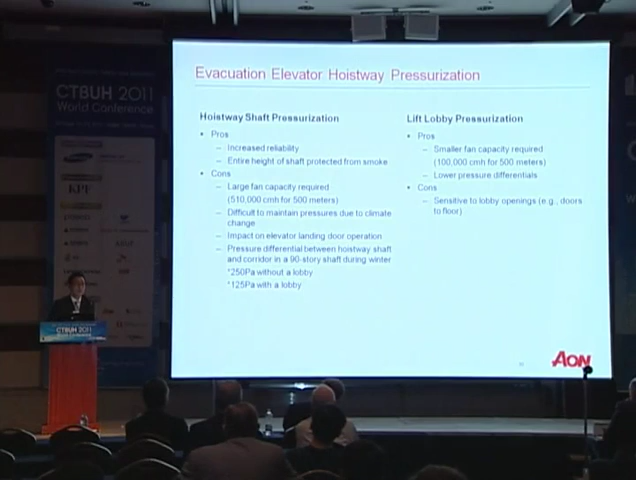 Evacuation Elevator Hoistway Pressurization
Hoistway Shaft Pressurization
• Pros
– Increased reliability
– Entire height of shaft protected from smoke
• Cons
– Large fan capacity required
(510,000 cmh for 500 meters)
– Difficult to maintain pressures due to climate
change
– Impact on elevator landing door operation
– Pressure differential between hoistway shaft
and corridor in a 90-story shaft during winter
*250Pa without a lobby
*125Pa with a lobby
Lift Lobby Pressurization
• Pros
– Smaller fan capacity required
(100,000 cmh for 500 meters)
– Lower pressure differentials
• Cons
– Sensitive to lobby openings (e.g., doors
to floor)
AON
CTBUH 2011
World Conference
KPF
CTBUH 2011